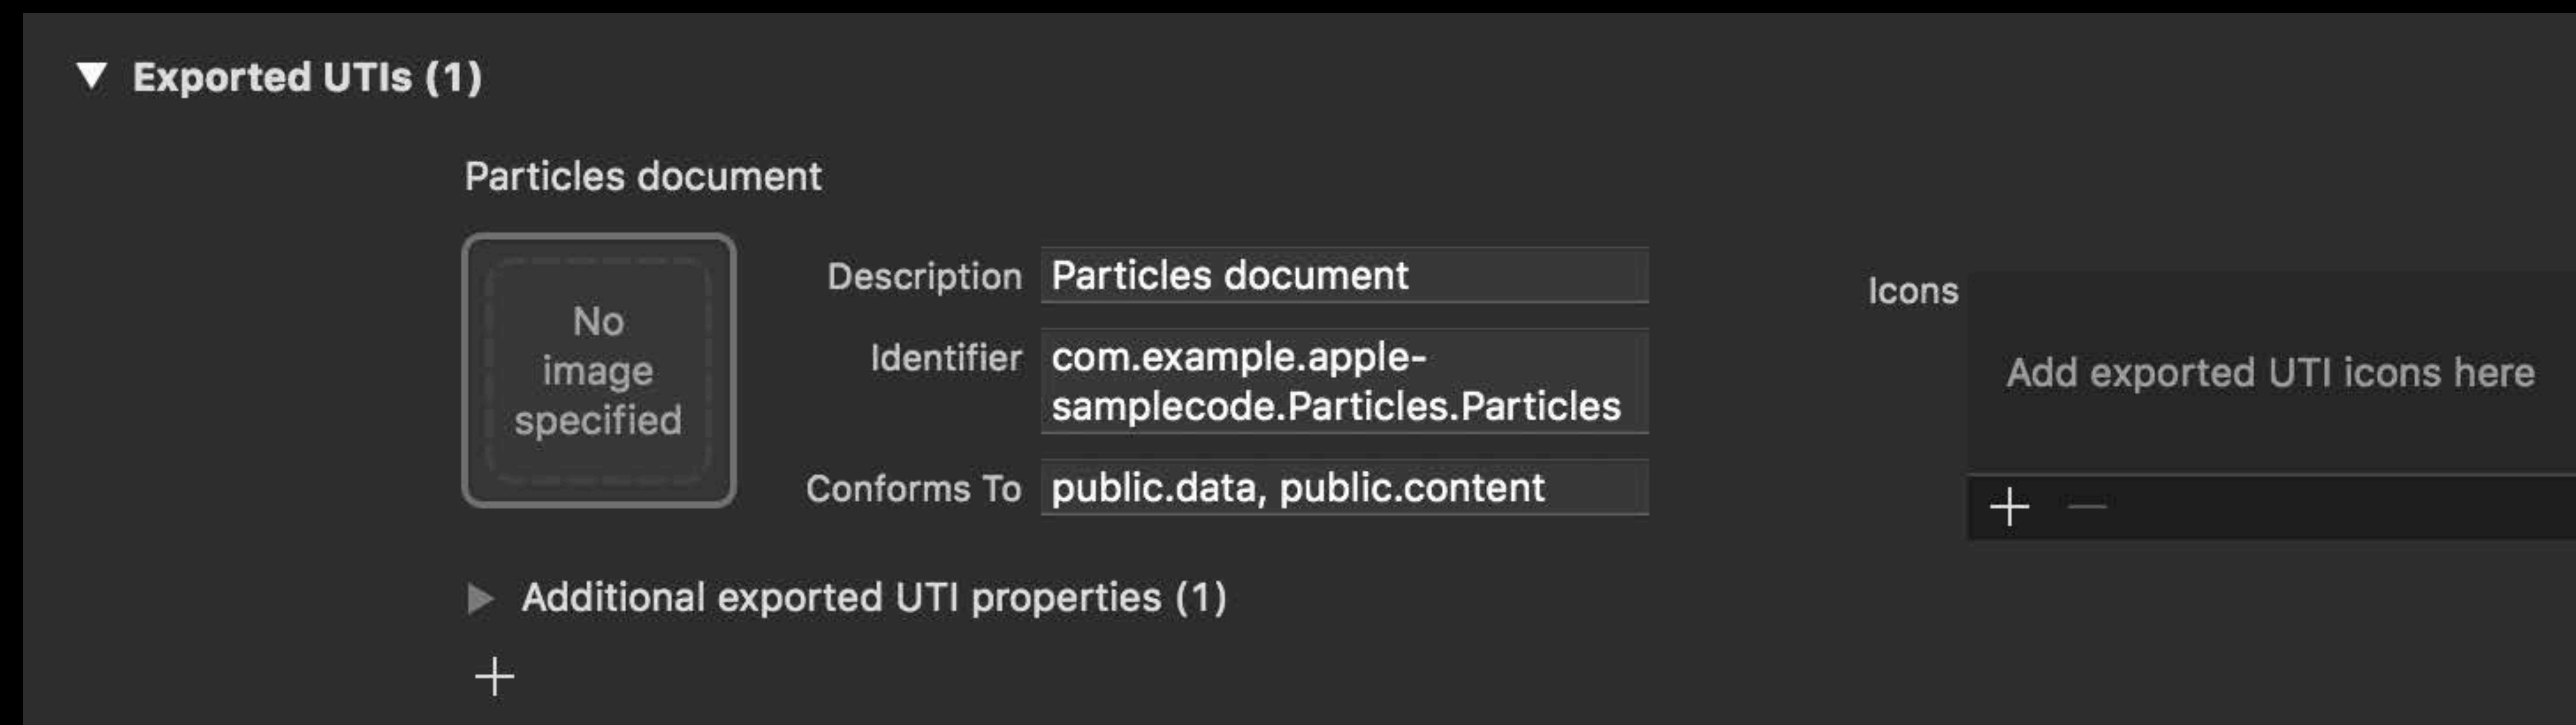 Exported UTIs (1)
Particles document
No
image
specified
Description
Particles document
Identifier
com.example.apple-
samplecode.Particles.Particles
Conforms To
public.data, public.content
Icons
Add exported UTI icons here
Additional exported UTI properties (1)